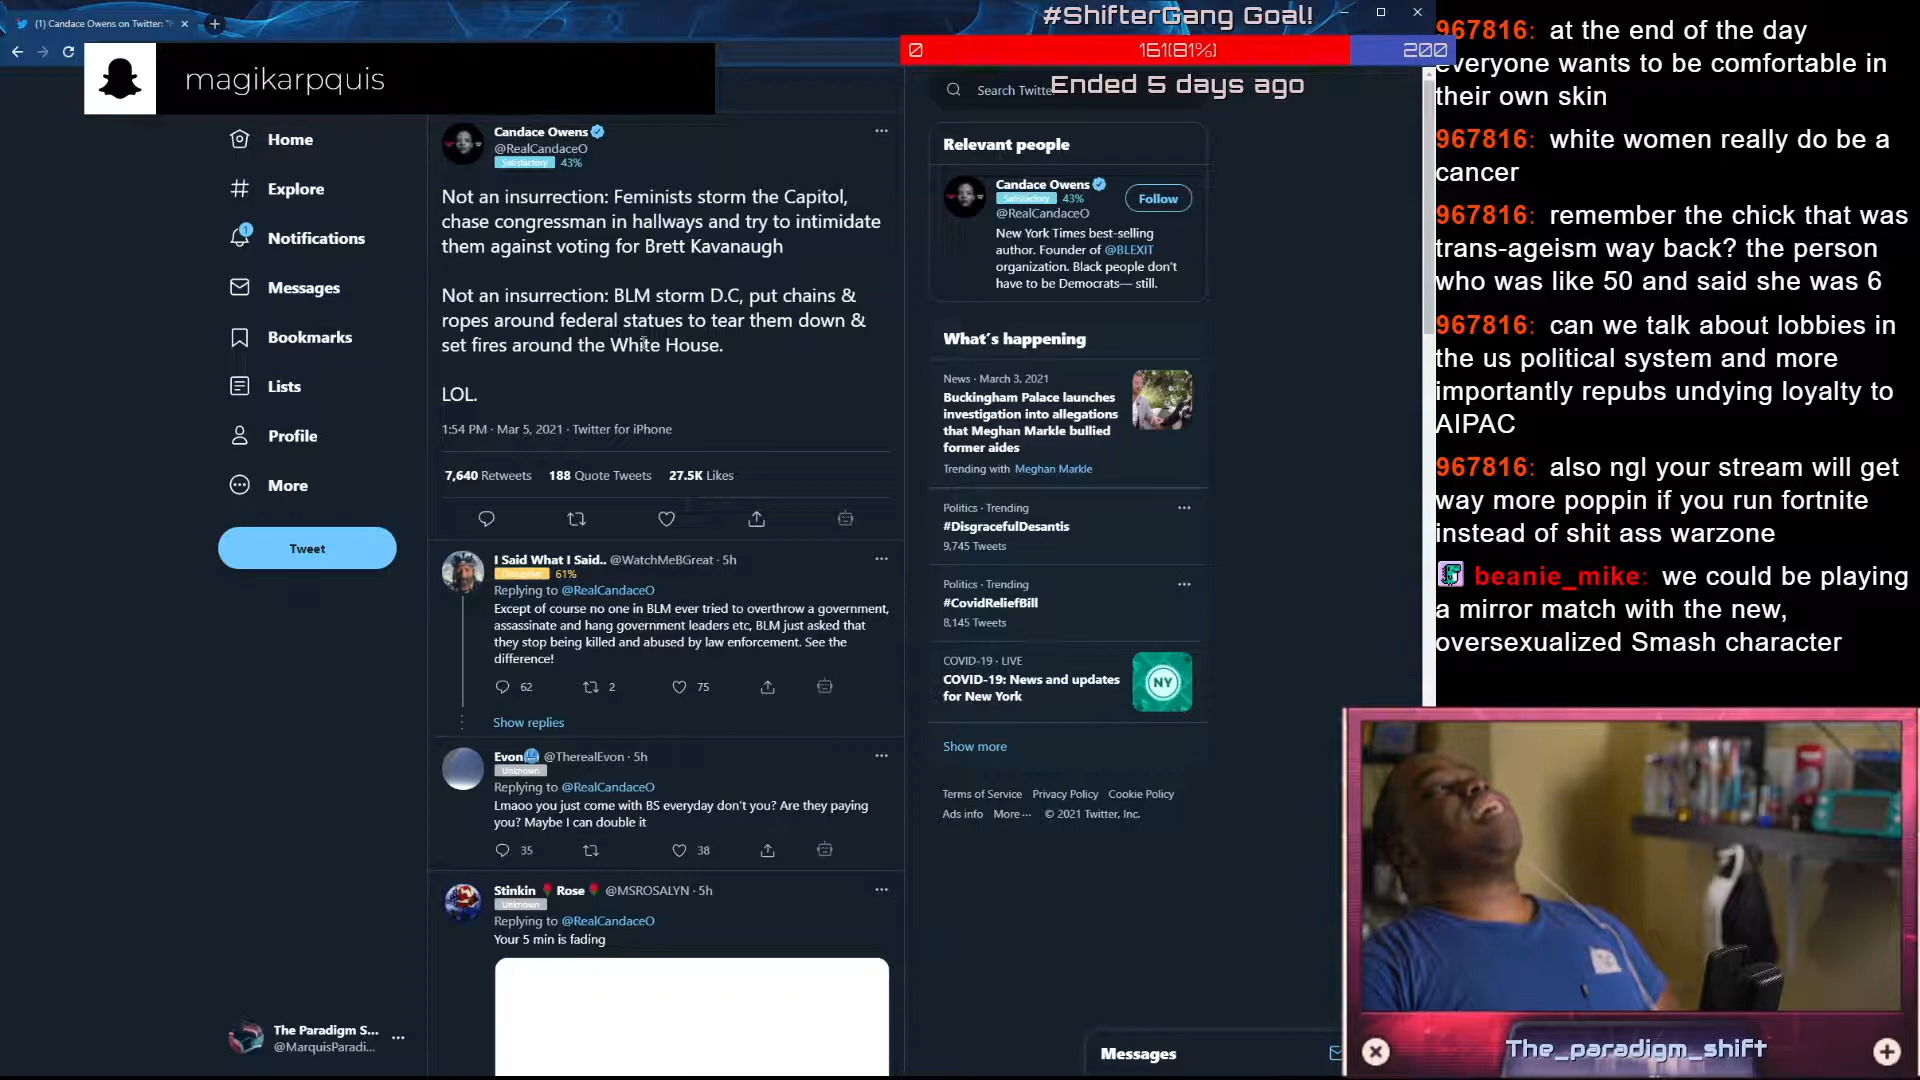 (1) Candace Owens on Twitter: "
magikarpquis
#ShifterGang Goal!
0
161(81%)
200
Ended 5 days ago
Search Twitte
Home
Explore
1
Notifications
Messages
Bookmarks
Lists
Profile
More
Tweet
The Paradigm S...
@MarquisParadi...
Candace Owens
@RealCandaceO
Satisfactory 43%
Not an insurrection: Feminists storm the Capitol,
chase congressman in hallways and try to intimidate
them against voting for Brett Kavanaugh
Not an insurrection: BLM storm D.C, put chains &
ropes around federal statues to tear them down &
set fires around the White House.
LOL.
1:54 PM · Mar 5, 2021 · Twitter for iPhone
7,640 Retweets 188 Quote Tweets 27.5K Likes
I Said What I Said.. @WatchMeBGreat · 5h
Disruptive 61%
Replying to @RealCandaceO
Except of course no one in BLM ever tried to overthrow a government,
assassinate and hang government leaders etc, BLM just asked that
they stop being killed and abused by law enforcement. See the
difference!
62 2 75
Show replies
Evon @TherealEvon · 5h
Unknown
Replying to @RealCandaceO
Lmaoo you just come with BS everyday don't you? Are they paying
you? Maybe I can double it
35 38
Stinkin Rose @MSROSALYN · 5h
Unknown
Replying to @RealCandaceO
Your 5 min is fading
Relevant people
Candace Owens
Satisfactory 43%
@RealCandaceO
Follow
New York Times best-selling
author. Founder of @BLEXIT
organization. Black people don't
have to be Democrats— still.
What's happening
News · March 3, 2021
Buckingham Palace launches
investigation into allegations
that Meghan Markle bullied
former aides
Trending with Meghan Markle
Politics · Trending
#DisgracefulDesantis
9,745 Tweets
Politics · Trending
#CovidReliefBill
8,145 Tweets
COVID-19 · LIVE
COVID-19: News and updates
for New York
NY
Show more
Terms of Service Privacy Policy Cookie Policy
Ads info More ··· © 2021 Twitter, Inc.
Messages
967816: at the end of the day
everyone wants to be comfortable in
their own skin
967816: white women really do be a
cancer
967816: remember the chick that was
trans-ageism way back? the person
who was like 50 and said she was 6
967816: can we talk about lobbies in
the us political system and more
importantly repubs undying loyalty to
AIPAC
967816: also ngl your stream will get
way more poppin if you run fortnite
instead of shit ass warzone
beanie_mike: we could be playing
a mirror match with the new,
oversexualized Smash character
The_paradigm_shift